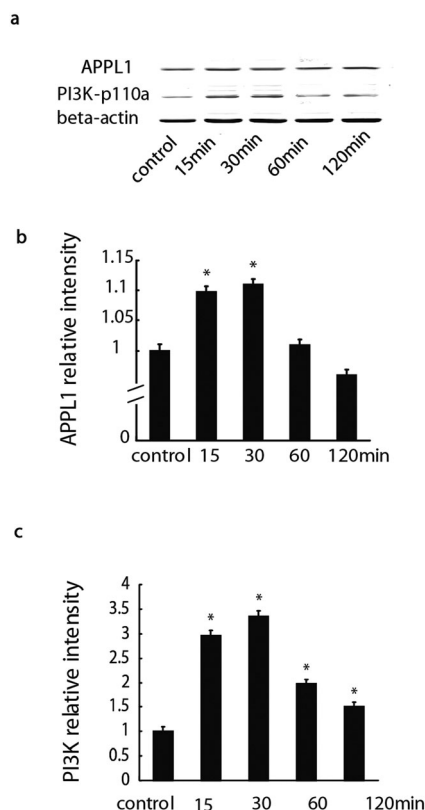 a
APPL1
PI3K-p110a
beta-actin
control 15min 30min 60min 120min
b
APPL1 relative intensity
1.15
1.1
1.05
1
0
* *
control 15 30 60 120min
c
PI3K relative intensity
4
3.5
3
2.5
2
1.5
1
0.5
0
* * * *
control 15 30 60 120min